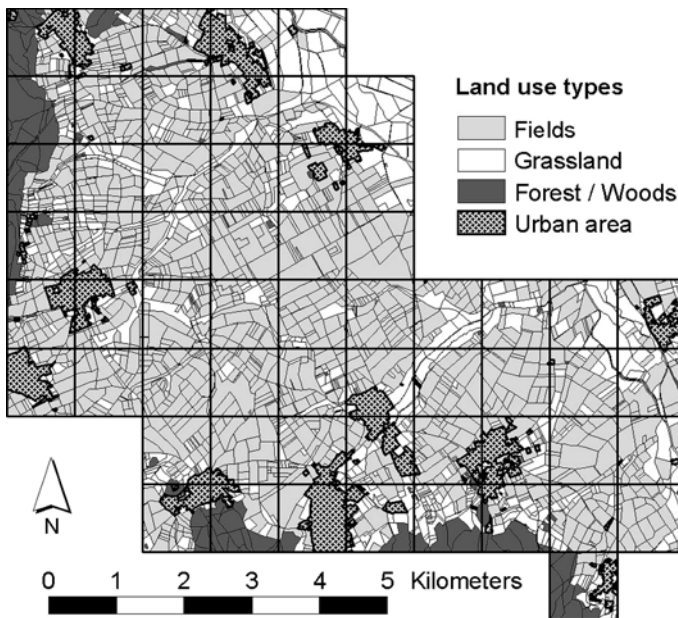 Land use types
Fields
Grassland
Forest / Woods
Urban area
N
0 1 2 3 4 5 Kilometers